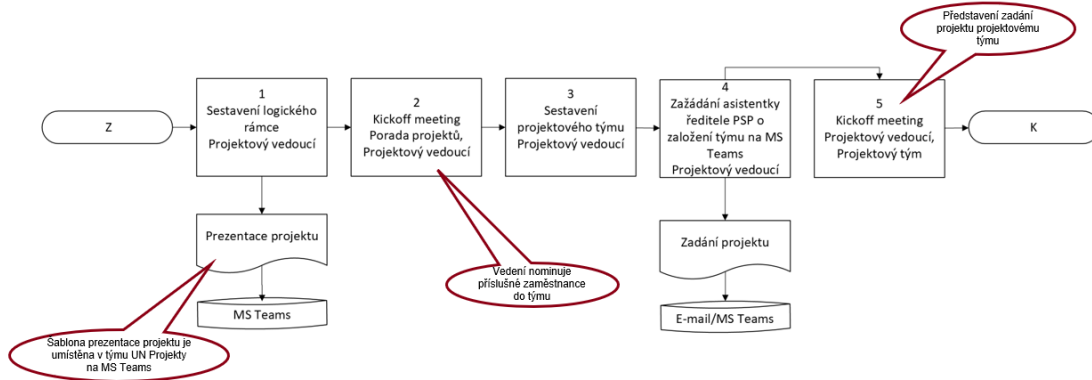 Představení zadání
projektu projektovému
týmu
Z
1
Sestavení logického
rámce
Projektový vedoucí
2
Kickoff meeting
Porada projektů,
Projektový vedoucí
3
Sestavení
projektového týmu
Projektový vedoucí
4
Zažádání asistentky
ředitele PSP o
založení týmu na MS
Teams
Projektový vedoucí
5
Kickoff meeting
Projektový vedoucí,
Projektový tým
K
Prezentace projektu
MS Teams
Šablona prezentace projektu je
umístěna v týmu UN Projekty
na MS Teams
Vedení nominuje
příslušné zaměstnance
do týmu
Zadání projektu
E-mail/MS Teams